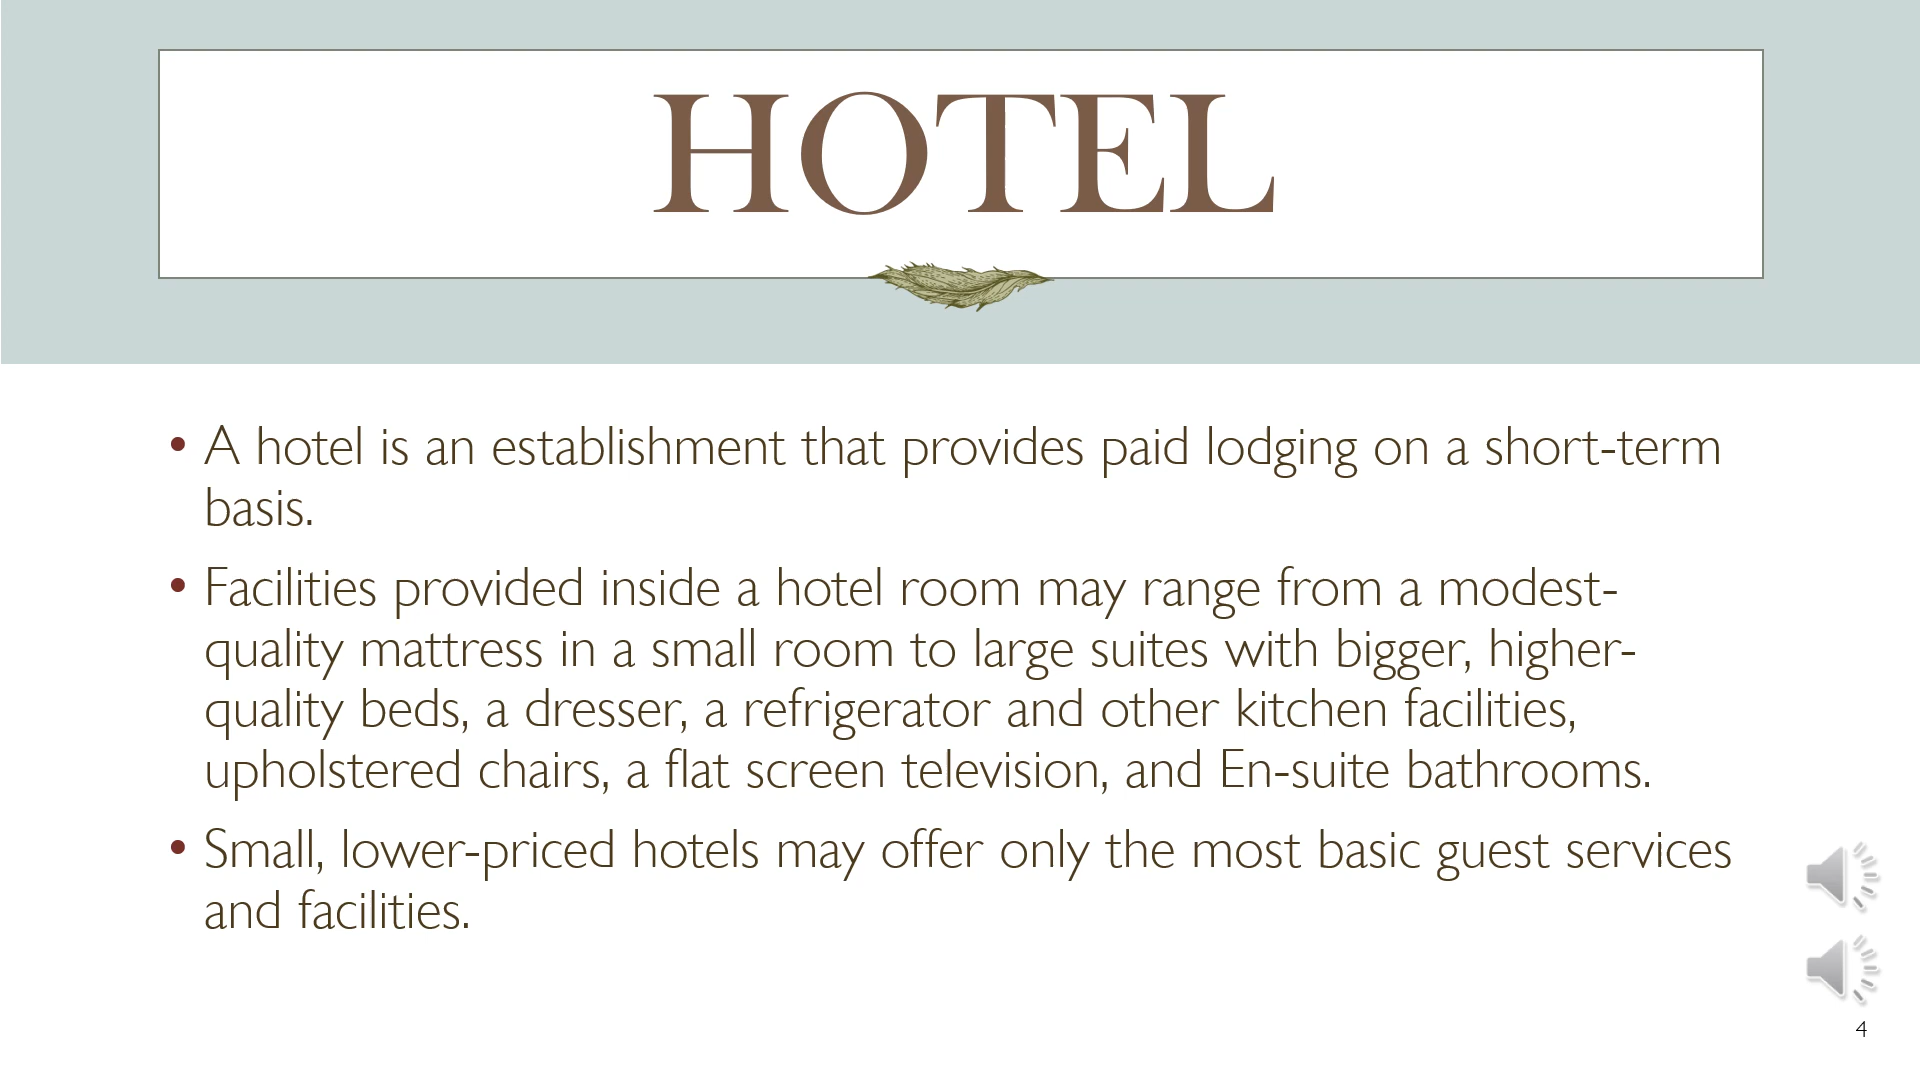 HOTEL
• A hotel is an establishment that provides paid lodging on a short-term
basis.
• Facilities provided inside a hotel room may range from a modest-
quality mattress in a small room to large suites with bigger, higher-
quality beds, a dresser, a refrigerator and other kitchen facilities,
upholstered chairs, a flat screen television, and En-suite bathrooms.
• Small, lower-priced hotels may offer only the most basic guest services
and facilities.
4